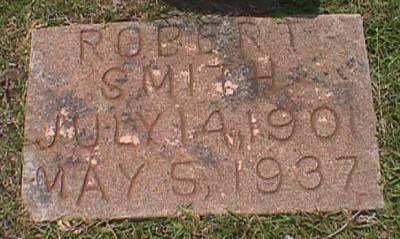 ROBERT
SMITH
JULY 14, 1901
MAY 5, 1937